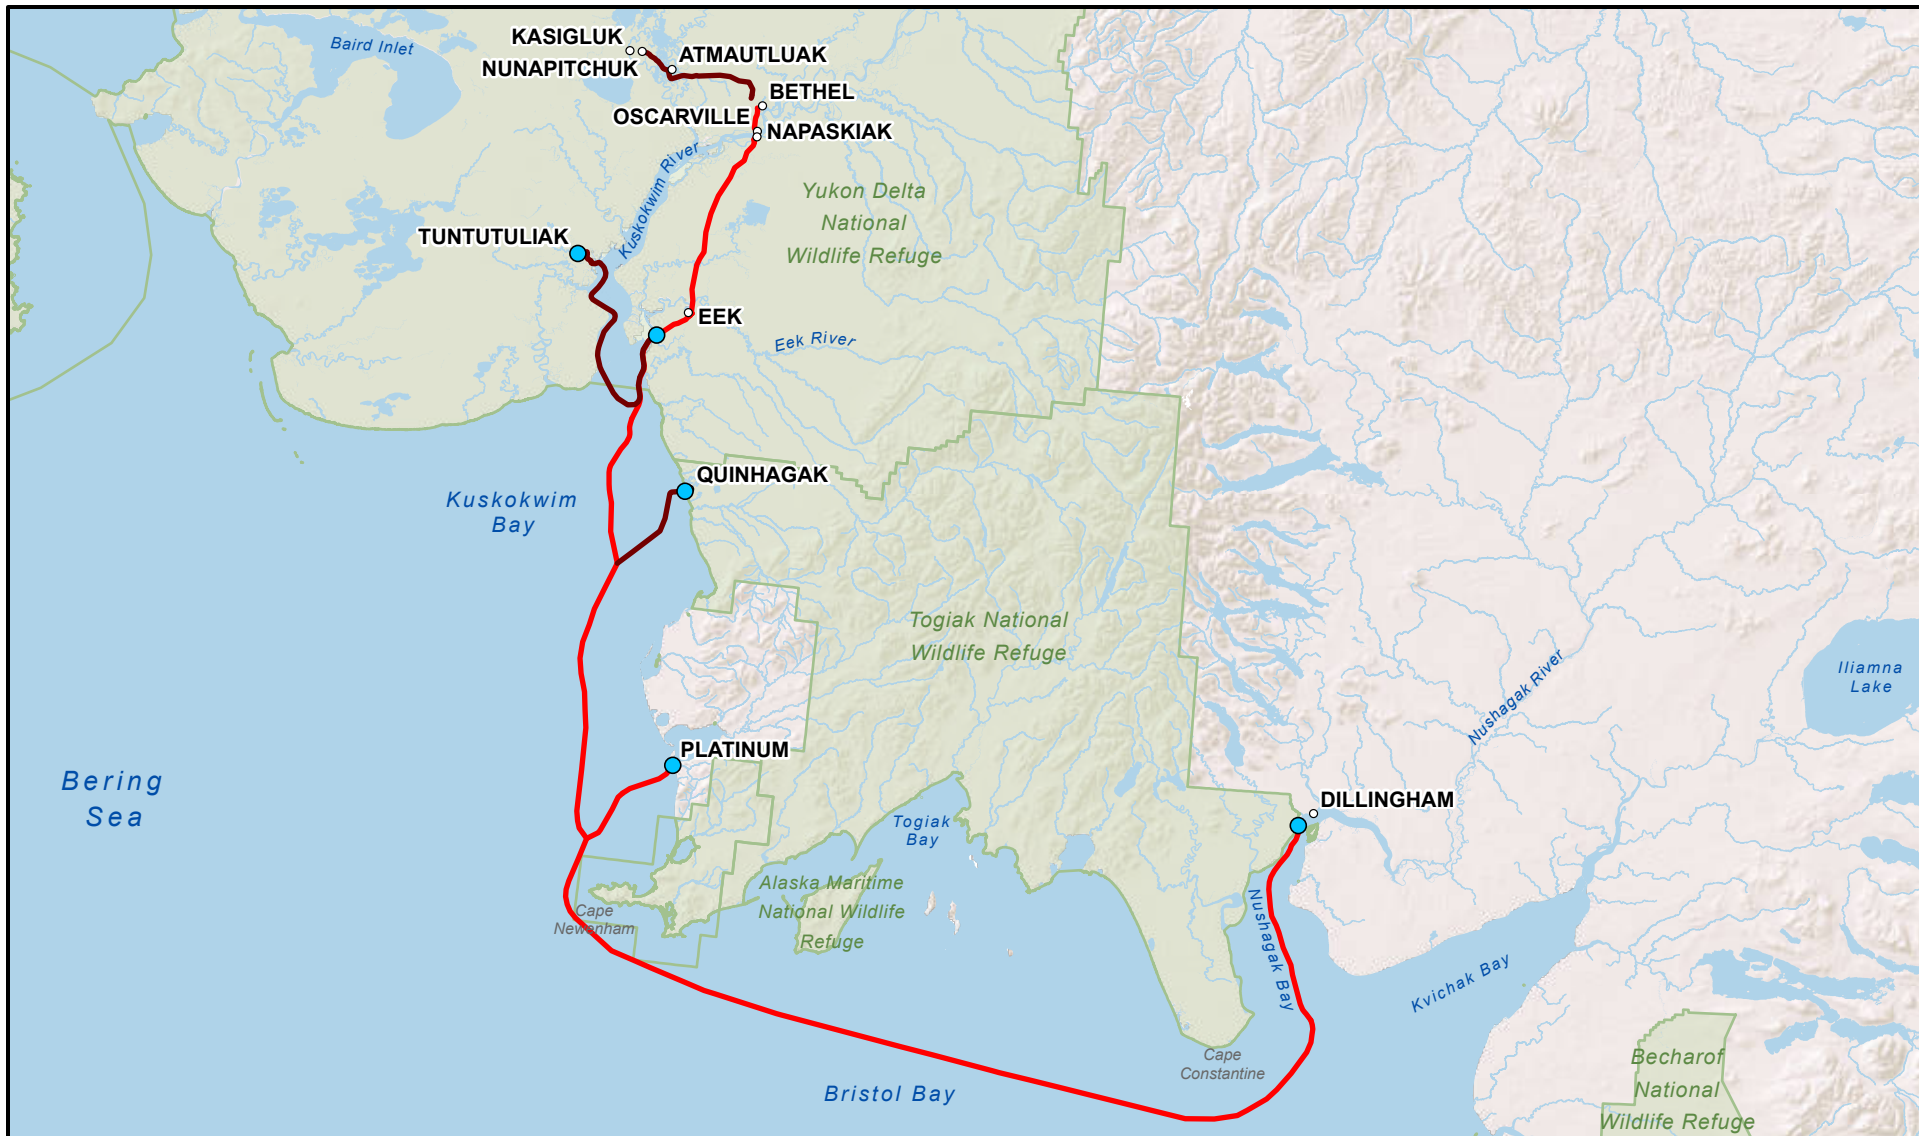 Baird Inlet
KASIGLUK
NUNAPITCHUK
ATMAUTLUAK
BETHEL
OSCARVILLE
NAPASKIAK
Kuskokwim River
Yukon Delta
National
Wildlife Refuge
TUNTUTULIAK
EEK
Eek River
QUINHAGAK
Kuskokwim
Bay
Togiak National
Wildlife Refuge
Nushagak River
Iliamna
Lake
PLATINUM
Bering
Sea
DILLINGHAM
Togiak
Bay
Alaska Maritime
National Wildlife
Refuge
Cape
Newenham
Nushagak Bay
Kvichak Bay
Cape
Constantine
Bristol Bay
Becharof
National
Wildlife Refuge